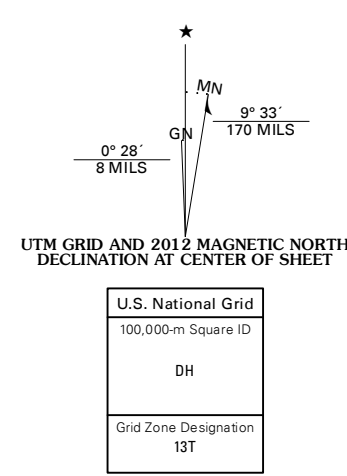 ★
MN
9° 33´
170 MILS
GN
0° 28´
8 MILS
UTM GRID AND 2012 MAGNETIC NORTH
DECLINATION AT CENTER OF SHEET
U.S. National Grid
100,000-m Square ID
DH
Grid Zone Designation
13T